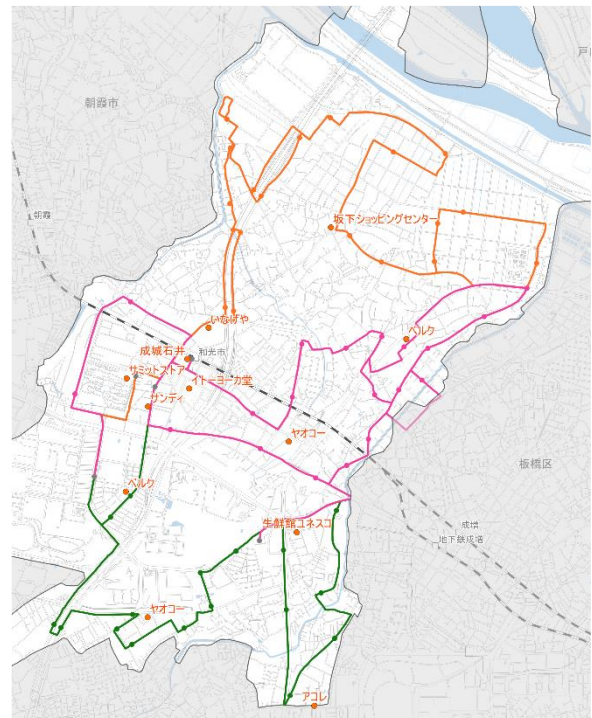 戸田
朝霞市
坂下ショッピングセンター
朝霞
いなげや
ベルク
成城石井
和光市
サミットストア
イトーヨーカ堂
サンディ
ヤオコー
板橋区
ベルク
成増
生鮮館ユネスコ
地下鉄成増
ヤオコー
アコレ